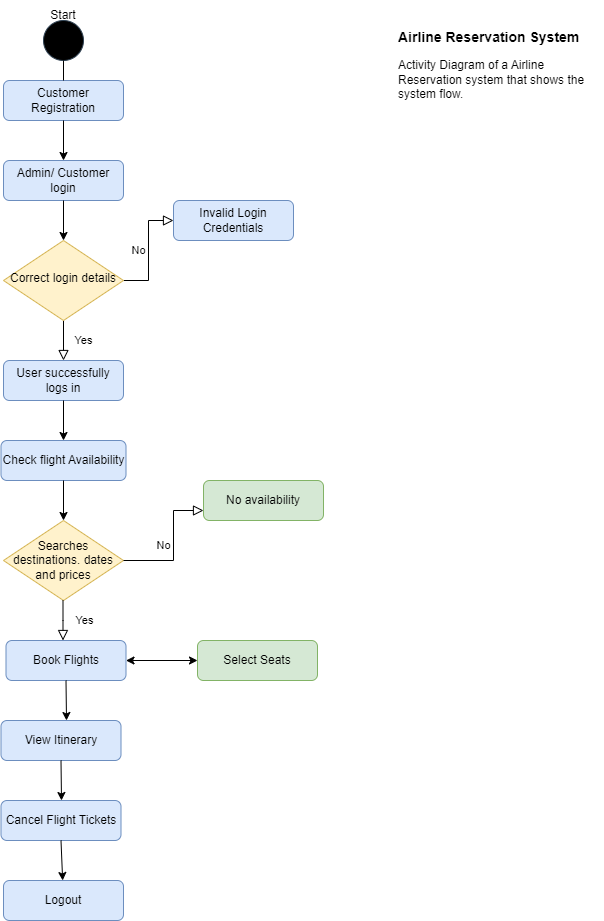 Start
Airline Reservation System
Activity Diagram of a Airline
Reservation system that shows the
system flow.
Customer
Registration
Admin/ Customer
login
Invalid Login
Credentials
No
Correct login details
Yes
User successfully
logs in
Check flight Availability
No availability
No
Searches
destinations. dates
and prices
Yes
Book Flights
Select Seats
View Itinerary
Cancel Flight Tickets
Logout